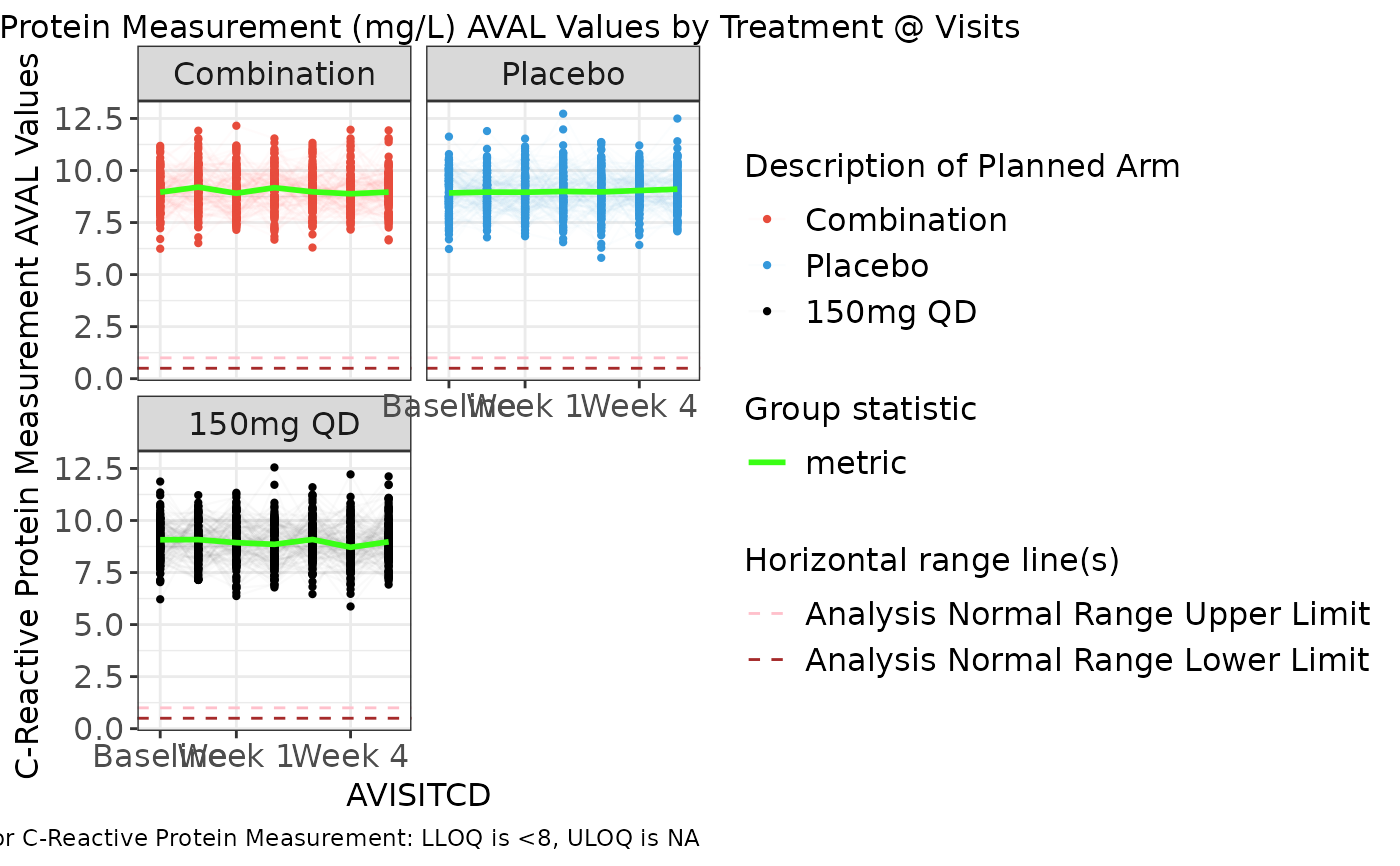 Protein Measurement (mg/L) AVAL Values by Treatment @ Visits
C-Reactive Protein Measurement AVAL Values
Combination
Placebo
12.5
10.0
7.5
5.0
2.5
0.0
Baseline Week 1 Week 4
150mg QD
12.5
10.0
7.5
5.0
2.5
0.0
Baseline Week 1 Week 4
AVISITCD
Description of Planned Arm
Combination
Placebo
150mg QD
Group statistic
metric
Horizontal range line(s)
Analysis Normal Range Upper Limit
Analysis Normal Range Lower Limit
C-Reactive Protein Measurement: LLOQ is <8, ULOQ is NA